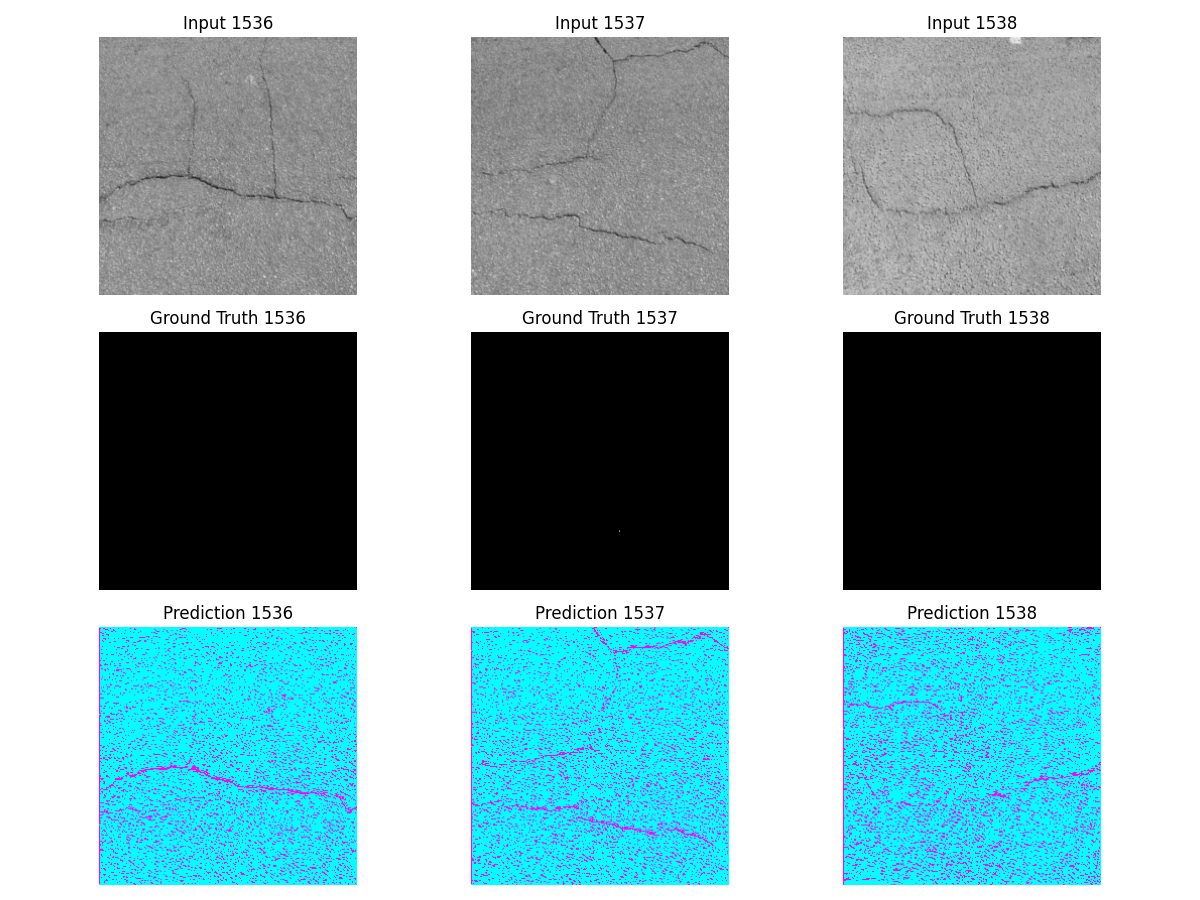 Input 1536
Input 1537
Input 1538
Ground Truth 1536
Ground Truth 1537
Ground Truth 1538
Prediction 1536
Prediction 1537
Prediction 1538